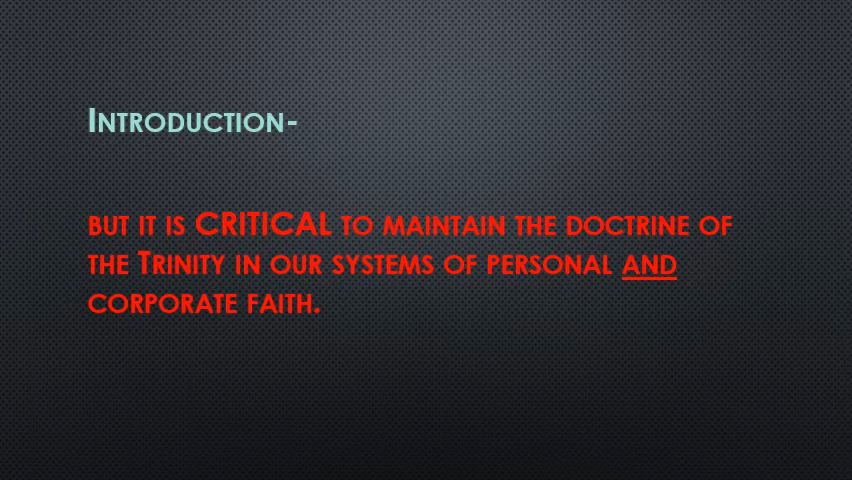 Introduction-
but it is CRITICAL to maintain the doctrine of
the Trinity in our systems of personal and
corporate faith.